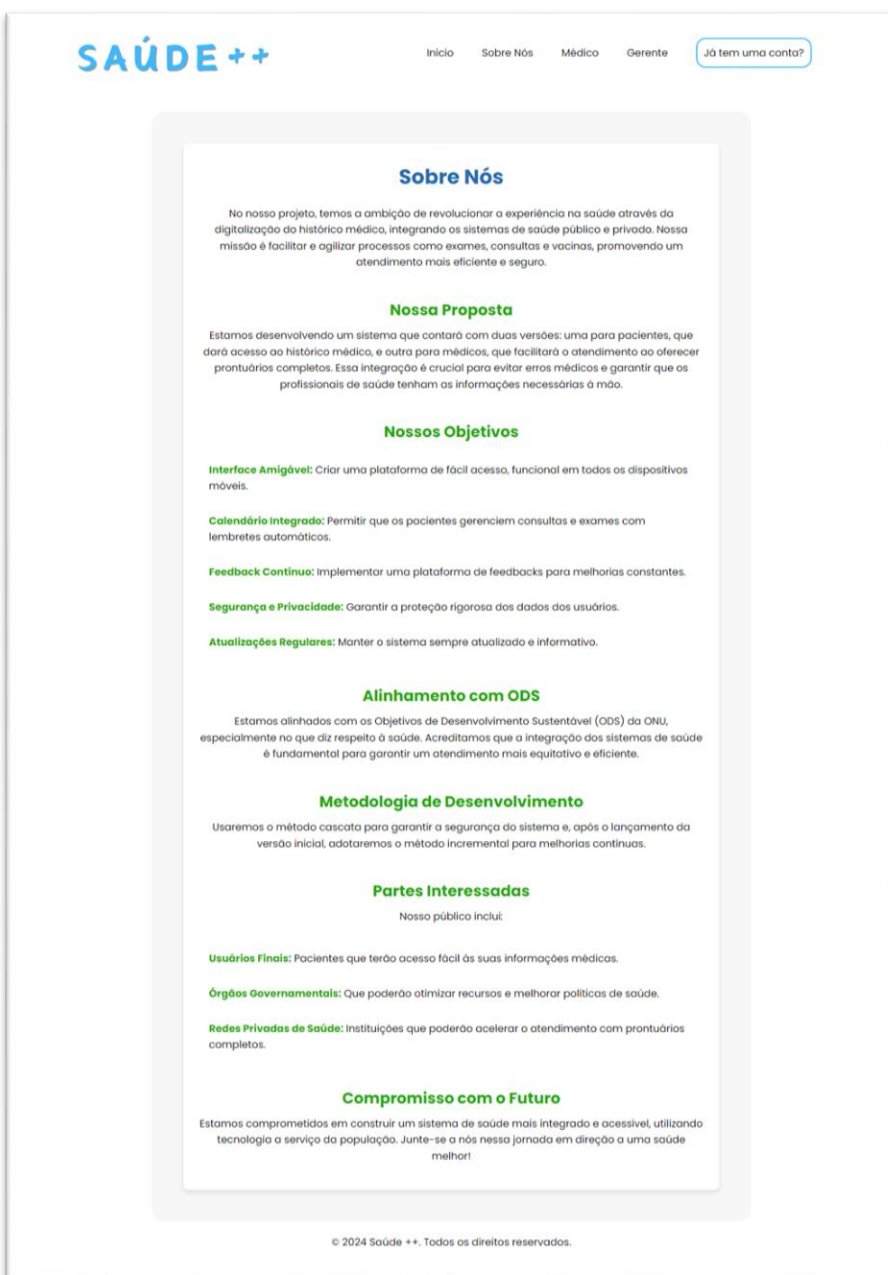 SAÚDE ++
Inicio
Sobre Nós
Médico
Gerente
Já tem uma conta?
Sobre Nós
No nosso projeto, temos a ambição de revolucionar a experiência na saúde através da
digitalização do histórico médico, integrando os sistemas de saúde público e privado. Nossa
missão é facilitar e agilizar processos como exames, consultas e vacinas, promovendo um
atendimento mais eficiente e seguro.
Nossa Proposta
Estamos desenvolvendo um sistema que contará com duas versões: uma para pacientes, que
dará acesso ao histórico médico, e outra para médicos, que facilitará o atendimento ao oferecer
prontuários completos. Essa integração é crucial para evitar erros médicos e garantir que os
profissionais de saúde tenham as informações necessárias à mão.
Nossos Objetivos
Interface Amigável: Criar uma plataforma de fácil acesso, funcional em todos os dispositivos
móveis.
Calendário Integrado: Permitir que os pacientes gerenciem consultas e exames com
lembretes automáticos.
Feedback Contínuo: Implementar uma plataforma de feedbacks para melhorias constantes.
Segurança e Privacidade: Garantir a proteção rigorosa dos dados dos usuários.
Atualizações Regulares: Manter o sistema sempre atualizado e informativo.
Alinhamento com ODS
Estamos alinhados com os Objetivos de Desenvolvimento Sustentável (ODS) da ONU,
especialmente no que diz respeito à saúde. Acreditamos que a integração dos sistemas de saúde
é fundamental para garantir um atendimento mais equitativo e eficiente.
Metodologia de Desenvolvimento
Usaremos o método cascata para garantir a segurança do sistema e, após o lançamento da
versão inicial, adotaremos o método incremental para melhorias contínuas.
Partes Interessadas
Nosso público inclui:
Usuários Finais: Pacientes que terão acesso fácil às suas informações médicas.
Órgãos Governamentais: Que poderão otimizar recursos e melhorar políticas de saúde.
Redes Privadas de Saúde: Instituições que poderão acelerar o atendimento com prontuários
completos.
Compromisso com o Futuro
Estamos comprometidos em construir um sistema de saúde mais integrado e acessível, utilizando
tecnologia a serviço da população. Junte-se a nós nessa jornada em direção a uma saúde
melhor!
© 2024 Saúde ++. Todos os direitos reservados.